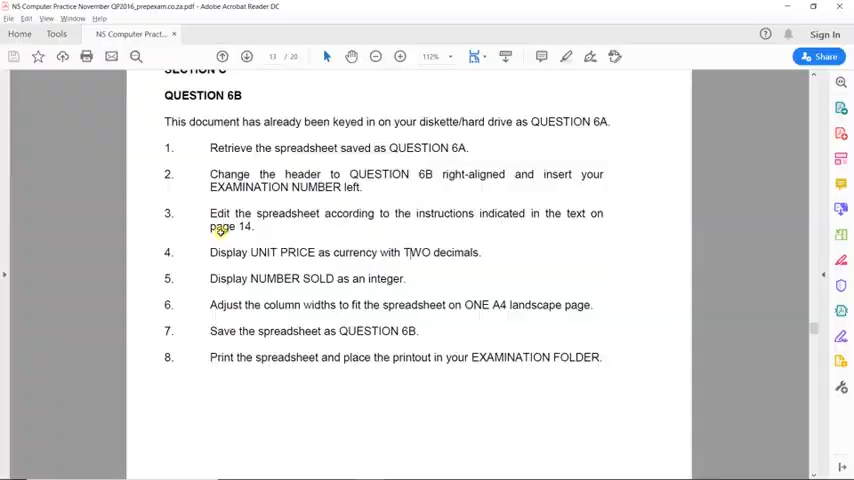 N5 Computer Practice November QP2016_prepexam.co.za.pdf - Adobe Acrobat Reader DC
File Edit View Window Help
Home Tools N5 Computer Pract... × Sign In
13 / 20 112% Share
SECTION C
QUESTION 6B
This document has already been keyed in on your diskette/hard drive as QUESTION 6A.
1. Retrieve the spreadsheet saved as QUESTION 6A.
2. Change the header to QUESTION 6B right-aligned and insert your
EXAMINATION NUMBER left.
3. Edit the spreadsheet according to the instructions indicated in the text on
page 14.
4. Display UNIT PRICE as currency with TWO decimals.
5. Display NUMBER SOLD as an integer.
6. Adjust the column widths to fit the spreadsheet on ONE A4 landscape page.
7. Save the spreadsheet as QUESTION 6B.
8. Print the spreadsheet and place the printout in your EXAMINATION FOLDER.